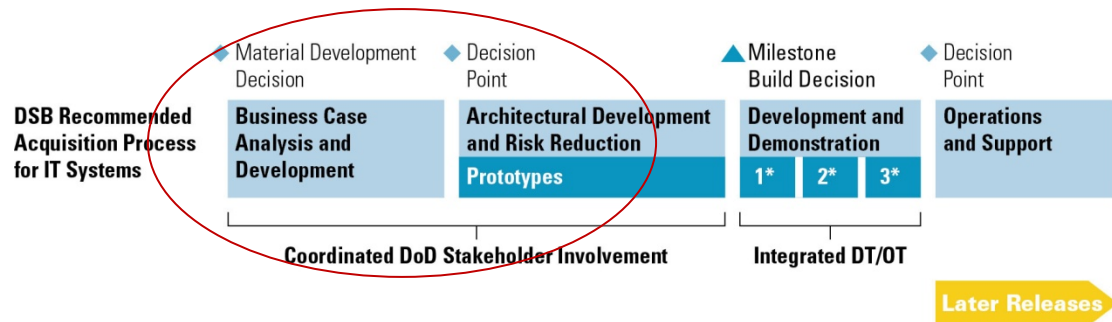 Material Development
Decision
Decision
Point
Milestone
Build Decision
Decision
Point
DSB Recommended
Acquisition Process
for IT Systems
Business Case
Analysis and
Development
Architectural Development
and Risk Reduction
Prototypes
Development and
Demonstration
1*
2*
3*
Operations
and Support
Coordinated DoD Stakeholder Involvement
Integrated DT/OT
Later Releases